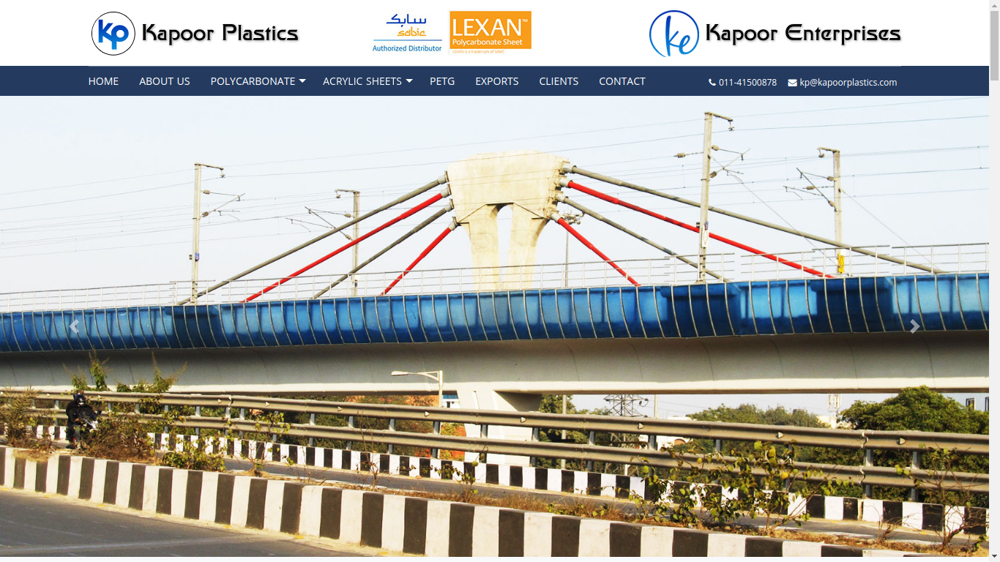 kp Kapoor Plastics
سابك
sabic
Authorized Distributor
LEXAN™
Polycarbonate Sheet
LEXAN is a trademark of SABIC
ke Kapoor Enterprises
HOME ABOUT US POLYCARBONATE ACRYLIC SHEETS PETG EXPORTS CLIENTS CONTACT
011-41500878 kp@kapoorplastics.com